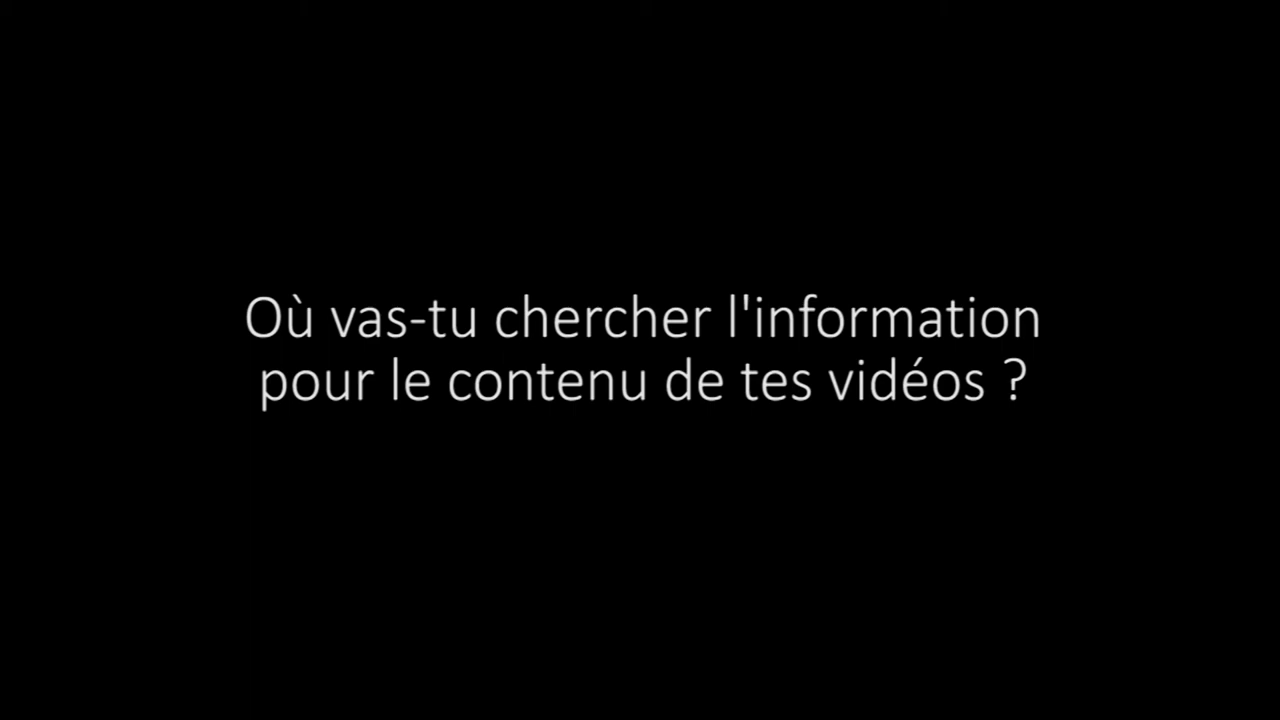 Où vas-tu chercher l'information
pour le contenu de tes vidéos ?